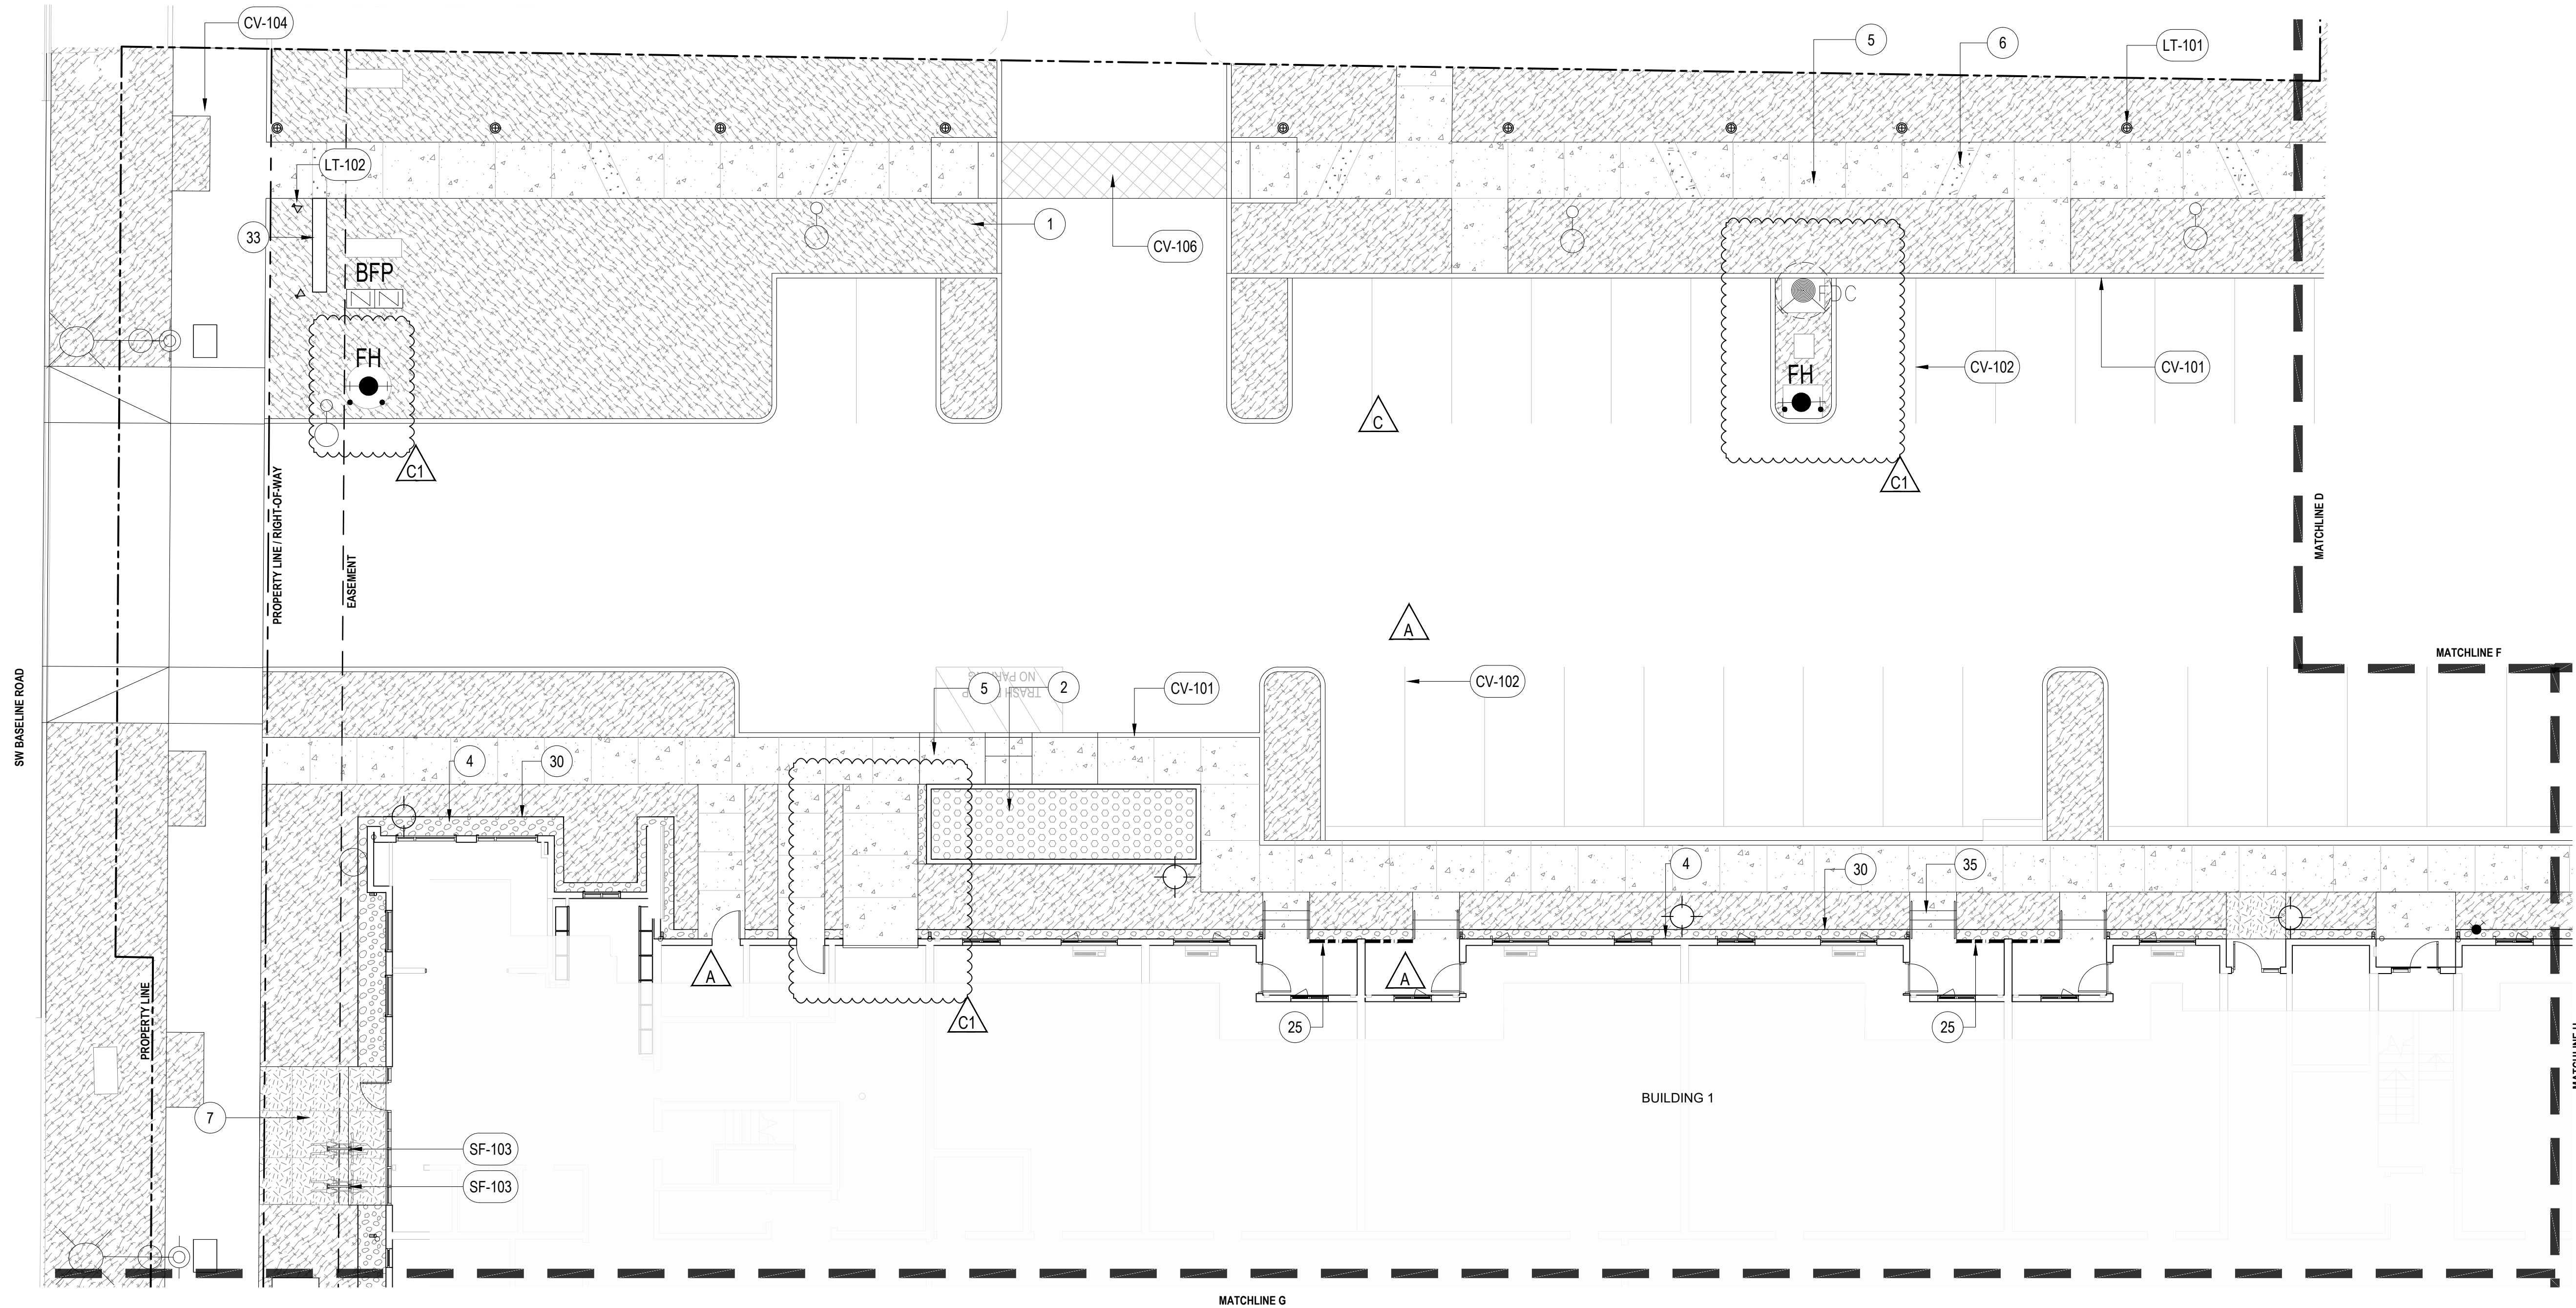 CV-104
5
6
LT-101
LT-102
33
1
CV-106
BFP
FH
FDC
FH
CV-102
CV-101
C
C1
C1
PROPERTY LINE / RIGHT-OF-WAY
EASEMENT
MATCHLINE D
A
MATCHLINE F
SW BASELINE ROAD
NO PARKING
TRASH
5
2
CV-101
CV-102
4
30
4
30
35
A
A
C1
25
25
PROPERTY LINE
BUILDING 1
7
SF-103
SF-103
MATCHLINE G